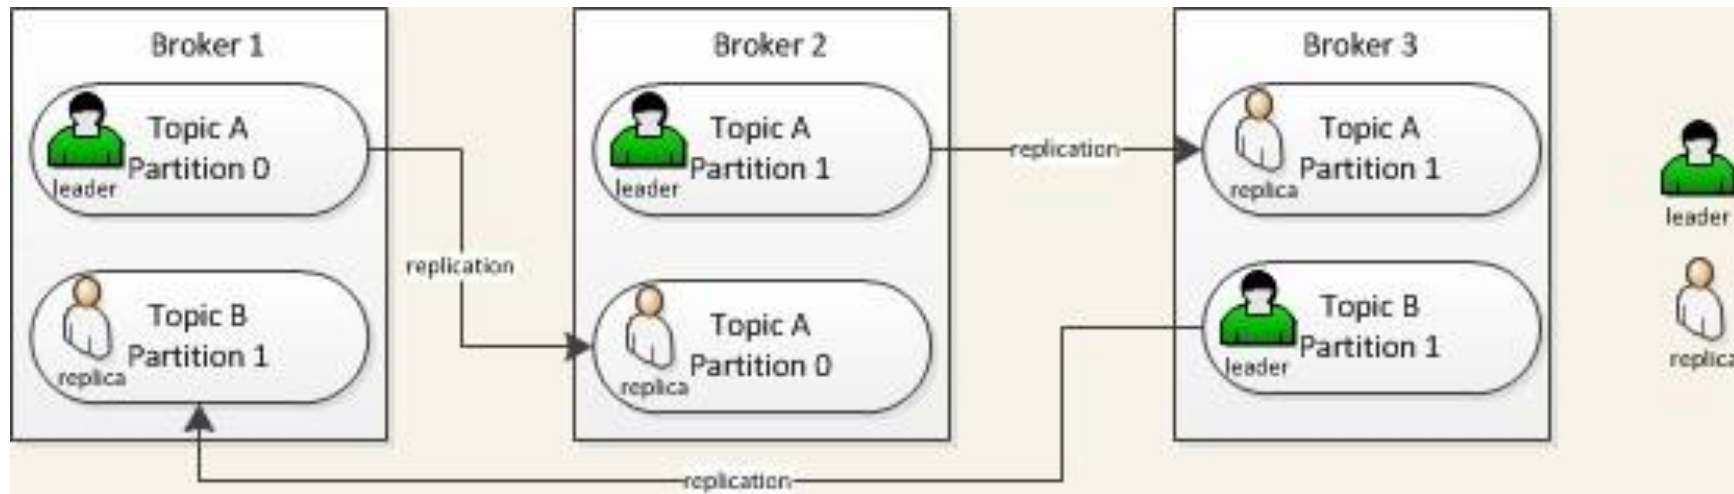 Broker 1
Topic A
Partition 0
leader
Topic B
Partition 1
replica
replication
Broker 2
Topic A
Partition 1
leader
Topic A
Partition 0
replica
replication
Broker 3
Topic A
Partition 1
replica
Topic B
Partition 1
leader
replication
leader
replica